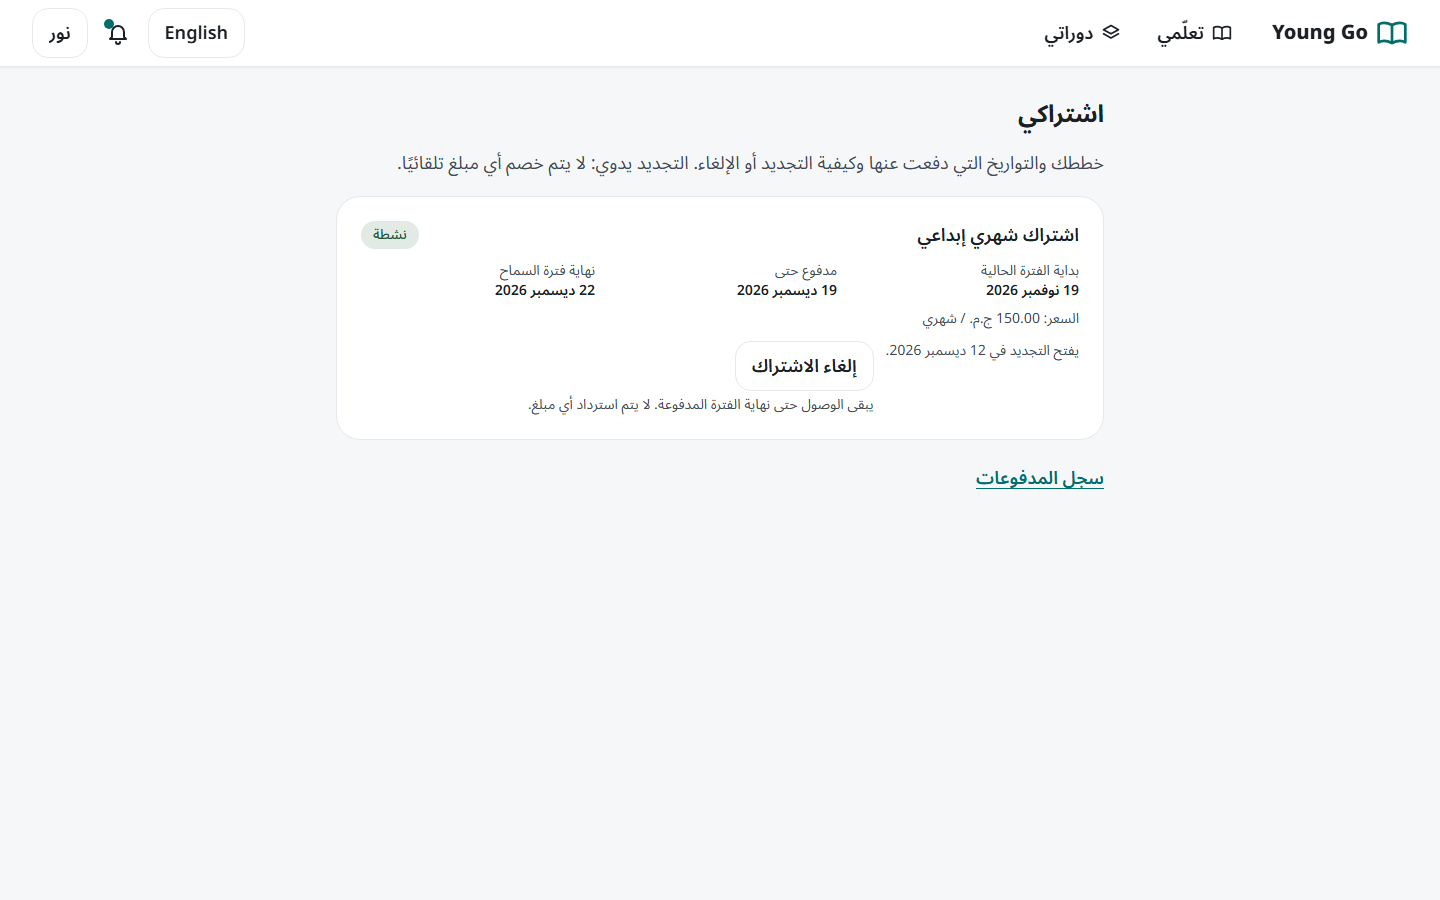 Young Go
تعلّمي
دوراتي
English
نور
اشتراكي
خططك والتواريخ التي دفعت عنها وكيفية التجديد أو الإلغاء. التجديد يدوي: لا يتم خصم أي مبلغ تلقائيًا.
اشتراك شهري إبداعي
نشطة
بداية الفترة الحالية
19 نوفمبر 2026
مدفوع حتى
19 ديسمبر 2026
نهاية فترة السماح
22 ديسمبر 2026
السعر: 150.00 ج.م. / شهري
يفتح التجديد في 12 ديسمبر 2026.
إلغاء الاشتراك
يبقى الوصول حتى نهاية الفترة المدفوعة. لا يتم استرداد أي مبلغ.
سجل المدفوعات